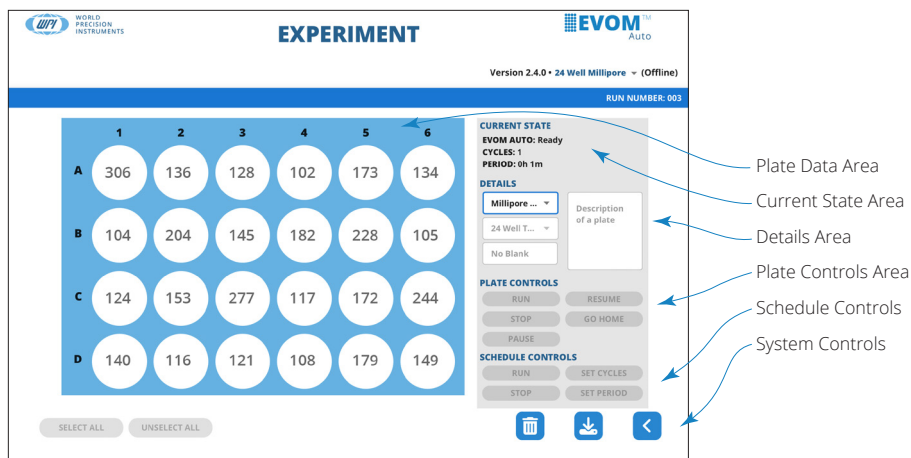 WPI
WORLD
PRECISION
INSTRUMENTS
EXPERIMENT
EVOM™
Auto
Version 2.4.0 • 24 Well Millipore (Offline)
RUN NUMBER: 003
1 2 3 4 5 6
A 306 136 128 102 173 134
B 104 204 145 182 228 105
C 124 153 277 117 172 244
D 140 116 121 108 179 149
SELECT ALL UNSELECT ALL
CURRENT STATE
EVOM AUTO: Ready
CYCLES: 1
PERIOD: 0h 1m
DETAILS
Millipore ...
24 Well T...
No Blank
Description
of a plate
PLATE CONTROLS
RUN RESUME
STOP GO HOME
PAUSE
SCHEDULE CONTROLS
RUN SET CYCLES
STOP SET PERIOD
Plate Data Area
Current State Area
Details Area
Plate Controls Area
Schedule Controls
System Controls